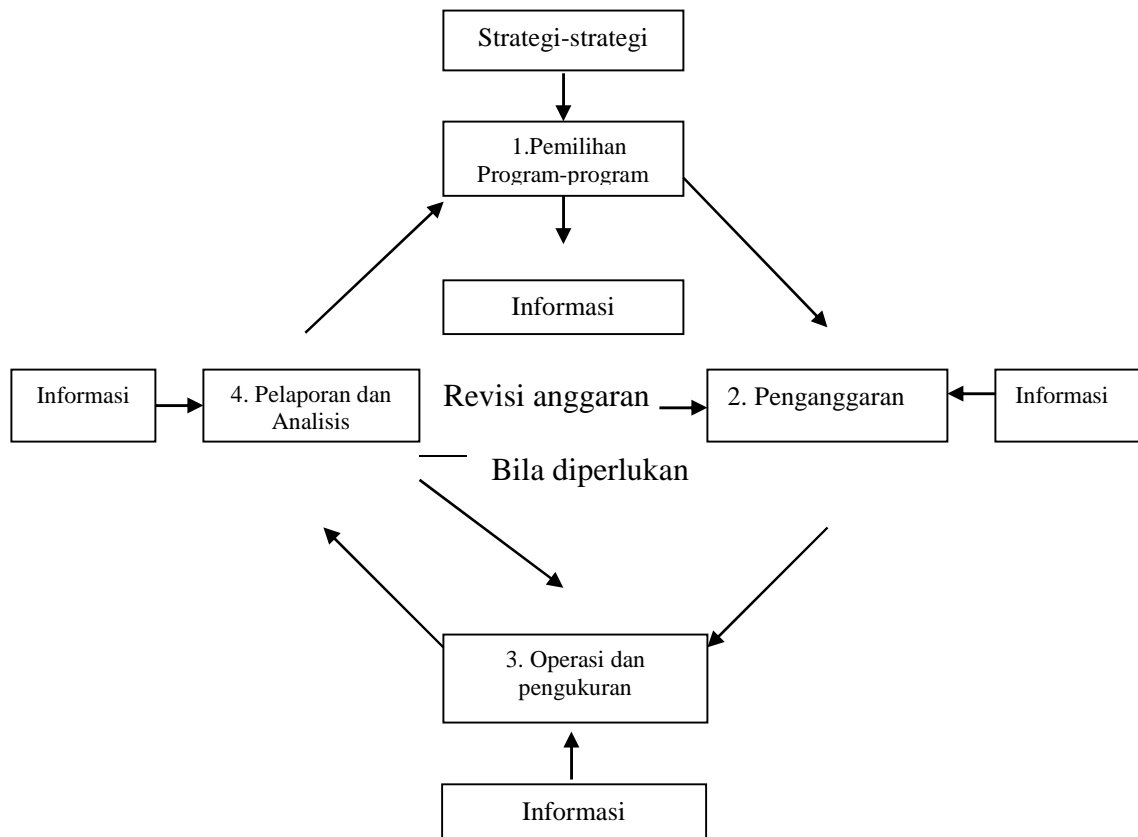 Strategi-strategi
1.Pemilihan
Program-program
Informasi
Informasi
4. Pelaporan dan
Analisis
Revisi anggaran
2. Penganggaran
Informasi
Bila diperlukan
3. Operasi dan
pengukuran
Informasi